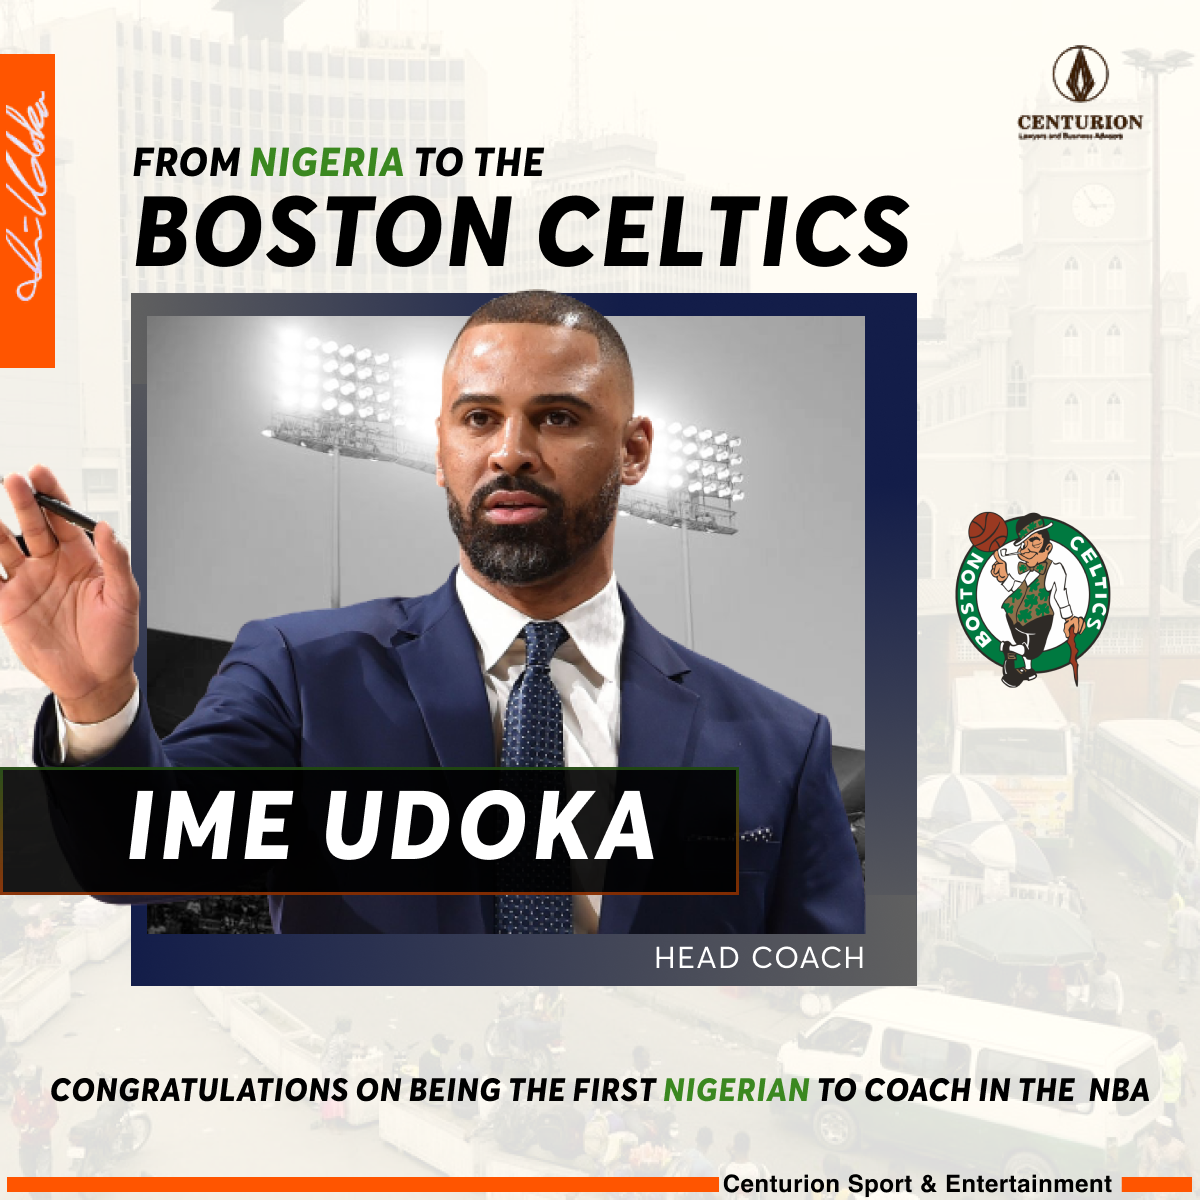 CENTURION
Lawyers and Business Advisors
FROM NIGERIA TO THE
BOSTON CELTICS
BOSTON CELTICS
IME UDOKA
HEAD COACH
CONGRATULATIONS ON BEING THE FIRST NIGERIAN TO COACH IN THE NBA
Centurion Sport & Entertainment